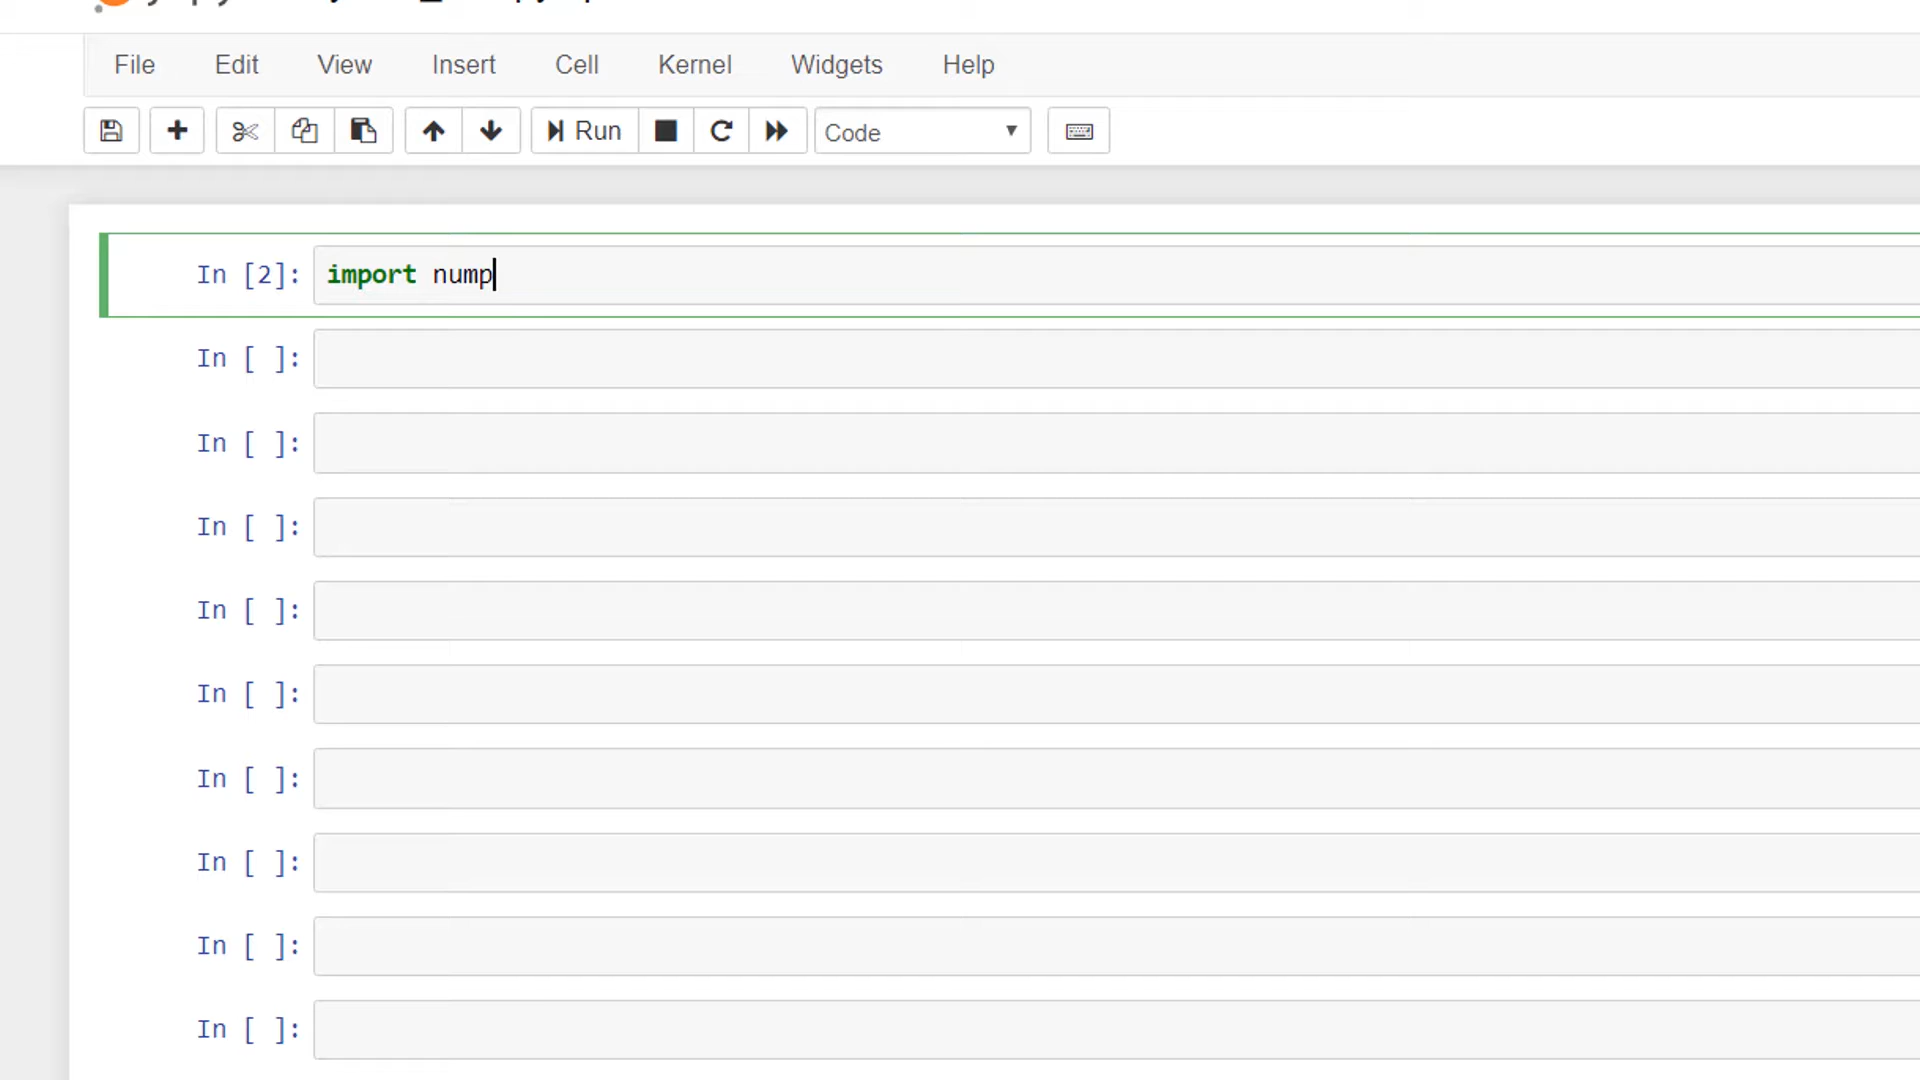 File Edit View Insert Cell Kernel Widgets Help
Run Code
In [2]: import nump
In [ ]:
In [ ]:
In [ ]:
In [ ]:
In [ ]:
In [ ]:
In [ ]:
In [ ]:
In [ ]: